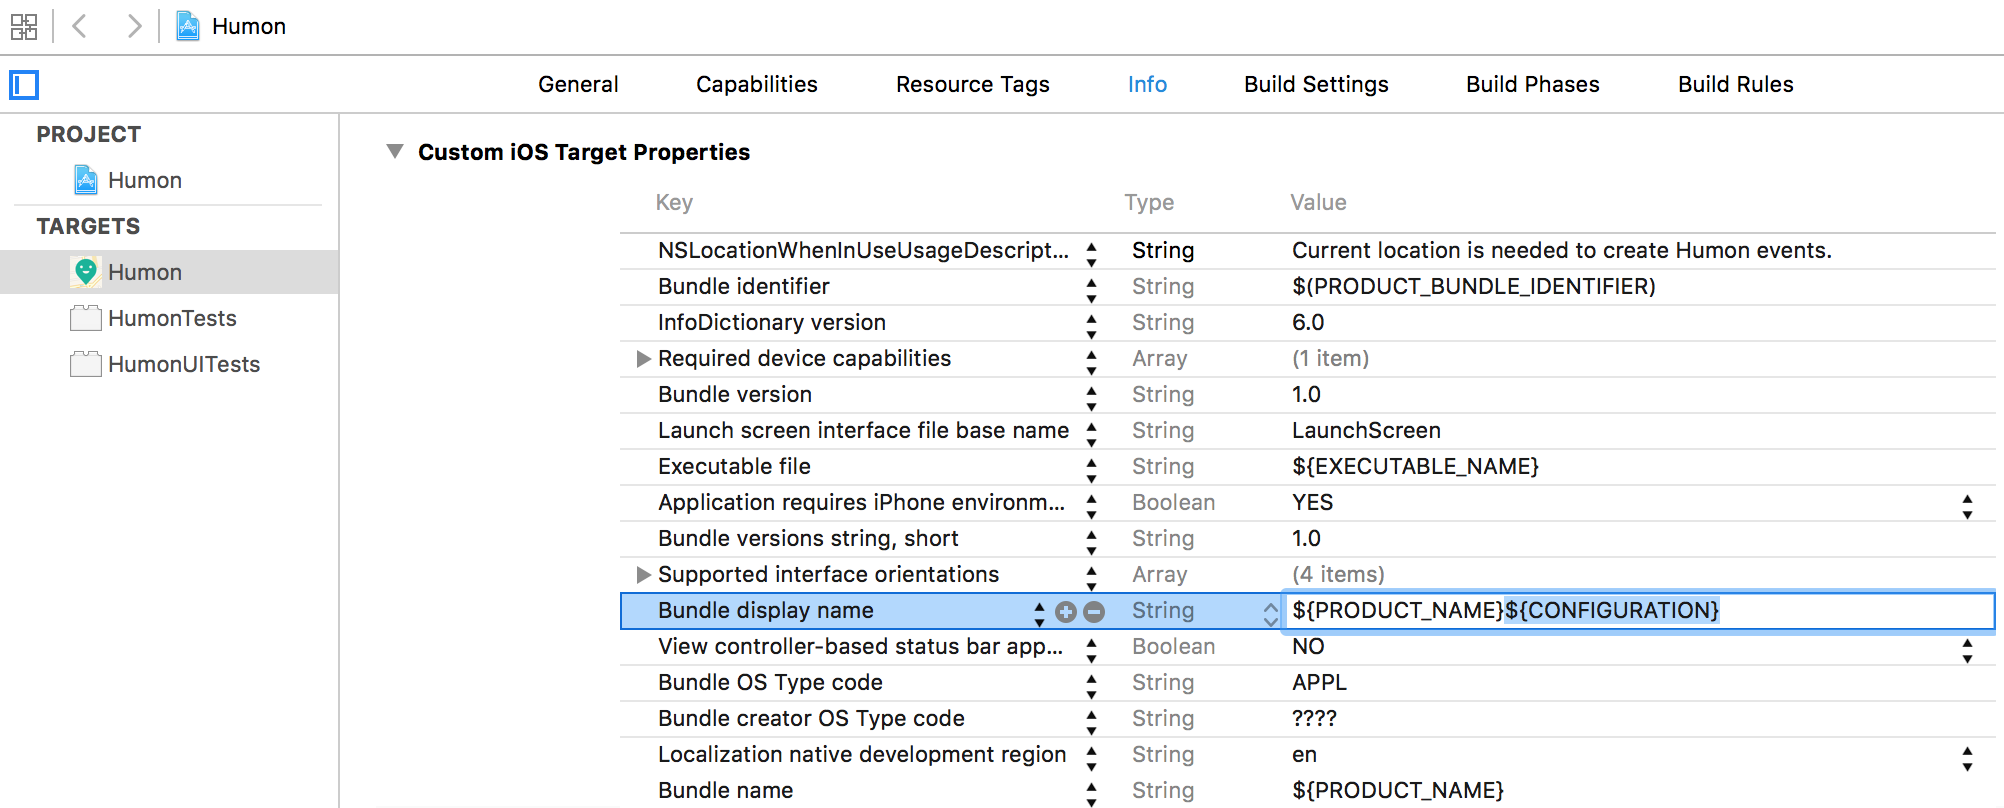 Humon
General Capabilities Resource Tags Info Build Settings Build Phases Build Rules
PROJECT
Humon
TARGETS
Humon
HumonTests
HumonUITests
Custom iOS Target Properties
Key Type Value
NSLocationWhenInUseUsageDescript... String Current location is needed to create Humon events.
Bundle identifier String $(PRODUCT_BUNDLE_IDENTIFIER)
InfoDictionary version String 6.0
Required device capabilities Array (1 item)
Bundle version String 1.0
Launch screen interface file base name String LaunchScreen
Executable file String ${EXECUTABLE_NAME}
Application requires iPhone environm... Boolean YES
Bundle versions string, short String 1.0
Supported interface orientations Array (4 items)
Bundle display name String ${PRODUCT_NAME}${CONFIGURATION}
View controller-based status bar app... Boolean NO
Bundle OS Type code String APPL
Bundle creator OS Type code String ????
Localization native development region String en
Bundle name String ${PRODUCT_NAME}